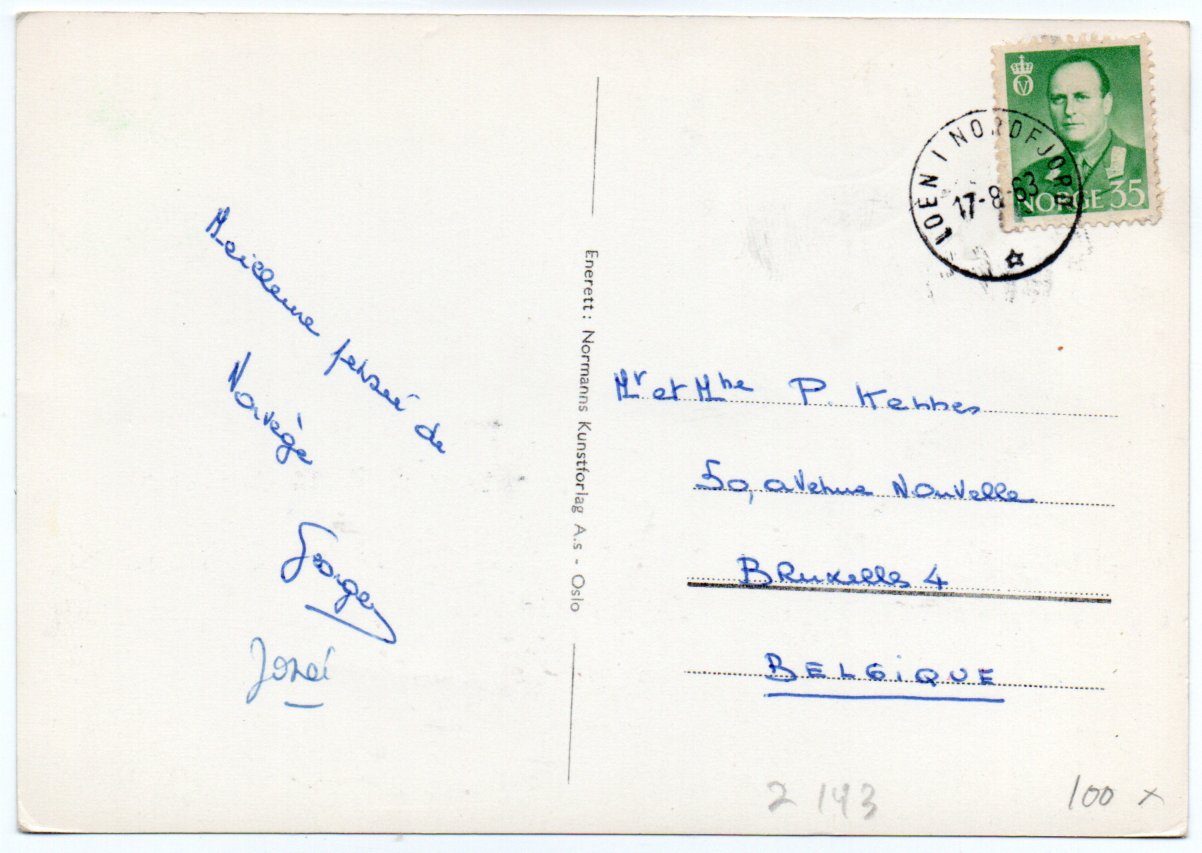 Meilleure pensée de
Norvège
Georges
José
Enerett: Normanns Kunstforlag A.s - Oslo
NORGE 35
LOEN I NORDFJORD
17-8-63
Mr et Mme P. Kennes
50, avenue Nouvelle
Bruxelles 4
BELGIQUE
2 143
100 x